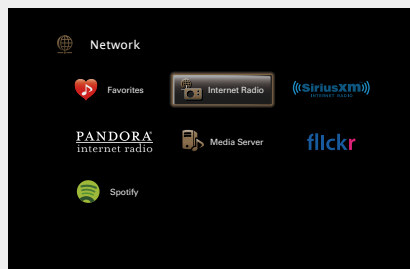 Network
Favorites
Internet Radio
((SiriusXM))
INTERNET RADIO
PANDORA®
internet radio
Media Server
flickr
Spotify